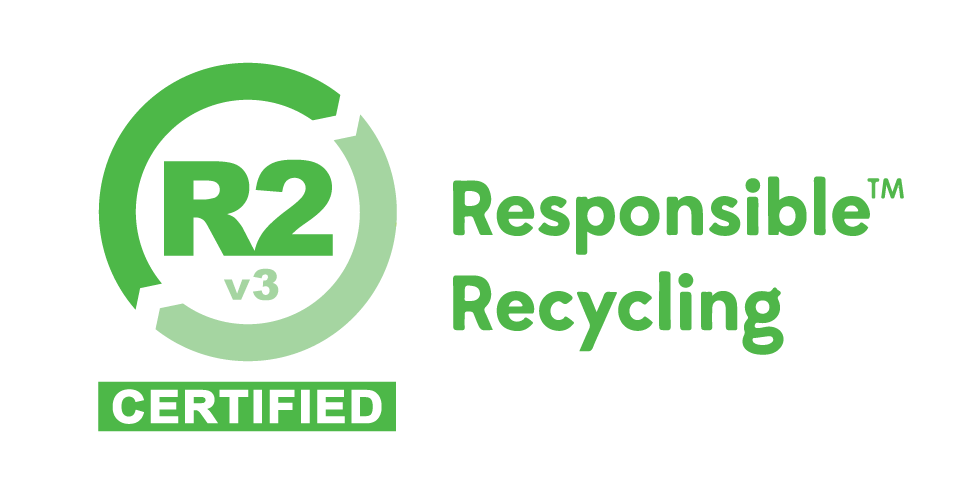 R2
v3
CERTIFIED
Responsible™
Recycling